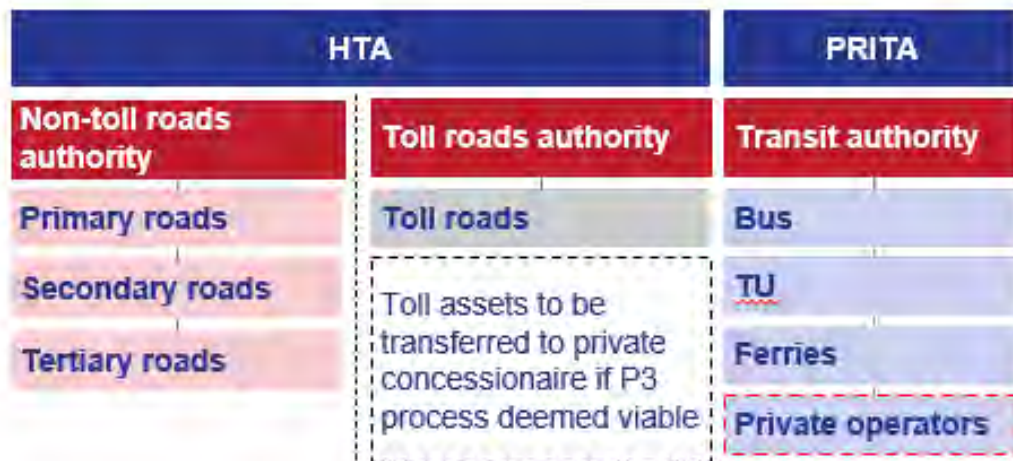 HTA
PRITA
Non-toll roads
authority
Toll roads authority
Transit authority
Primary roads
Toll roads
Bus
Secondary roads
Toll assets to be
transferred to private
concessionaire if P3
process deemed viable
TU
Tertiary roads
Ferries
Private operators